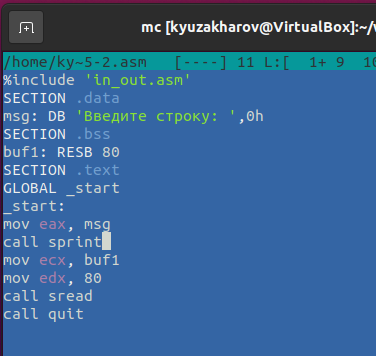 mc [kyuzakharov@VirtualBox]:~/
/home/ky~5-2.asm [----] 11 L:[ 1+ 9 10
%include 'in_out.asm'
SECTION .data
msg: DB 'Введите строку: ',0h
SECTION .bss
buf1: RESB 80
SECTION .text
GLOBAL _start
_start:
mov eax, msg
call sprint
mov ecx, buf1
mov edx, 80
call sread
call quit